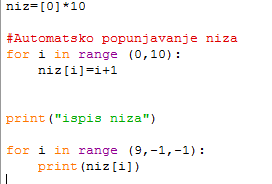 niz=[0]*10
#Automatsko popunjavanje niza
for i in range (0,10):
    niz[i]=i+1
print("ispis niza")
for i in range (9,-1,-1):
    print(niz[i])